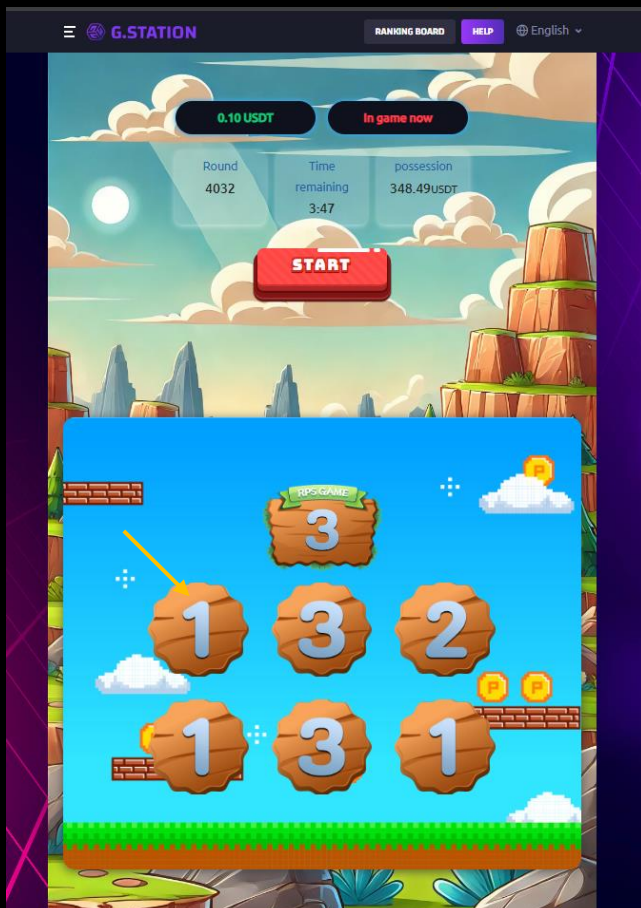 G.STATION
RANKING BOARD
HELP
English
0.10 USDT
In game now
Round
4032
Time
remaining
3:47
possession
348.49USDT
START
RPS GAME
3
1 3 2
P
P P
1 3 1